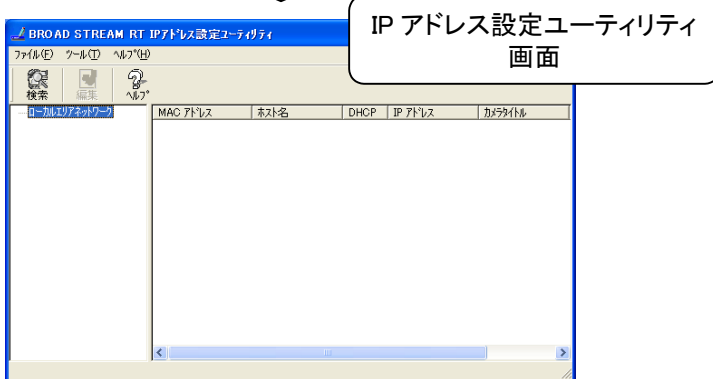 IP アドレス設定ユーティリティ
画面
BROAD STREAM RT IPｱﾄﾞﾚｽ設定ﾕｰﾃｨﾘﾃｨ
ﾌｧｲﾙ(F) ﾂｰﾙ(T) ﾍﾙﾌﾟ(H)
検索 編集 ﾍﾙﾌﾟ
ﾛｰｶﾙｴﾘｱﾈｯﾄﾜｰｸ
MAC ｱﾄﾞﾚｽ ﾎｽﾄ名 DHCP IP ｱﾄﾞﾚｽ ｶﾒﾗﾀｲﾄﾙ